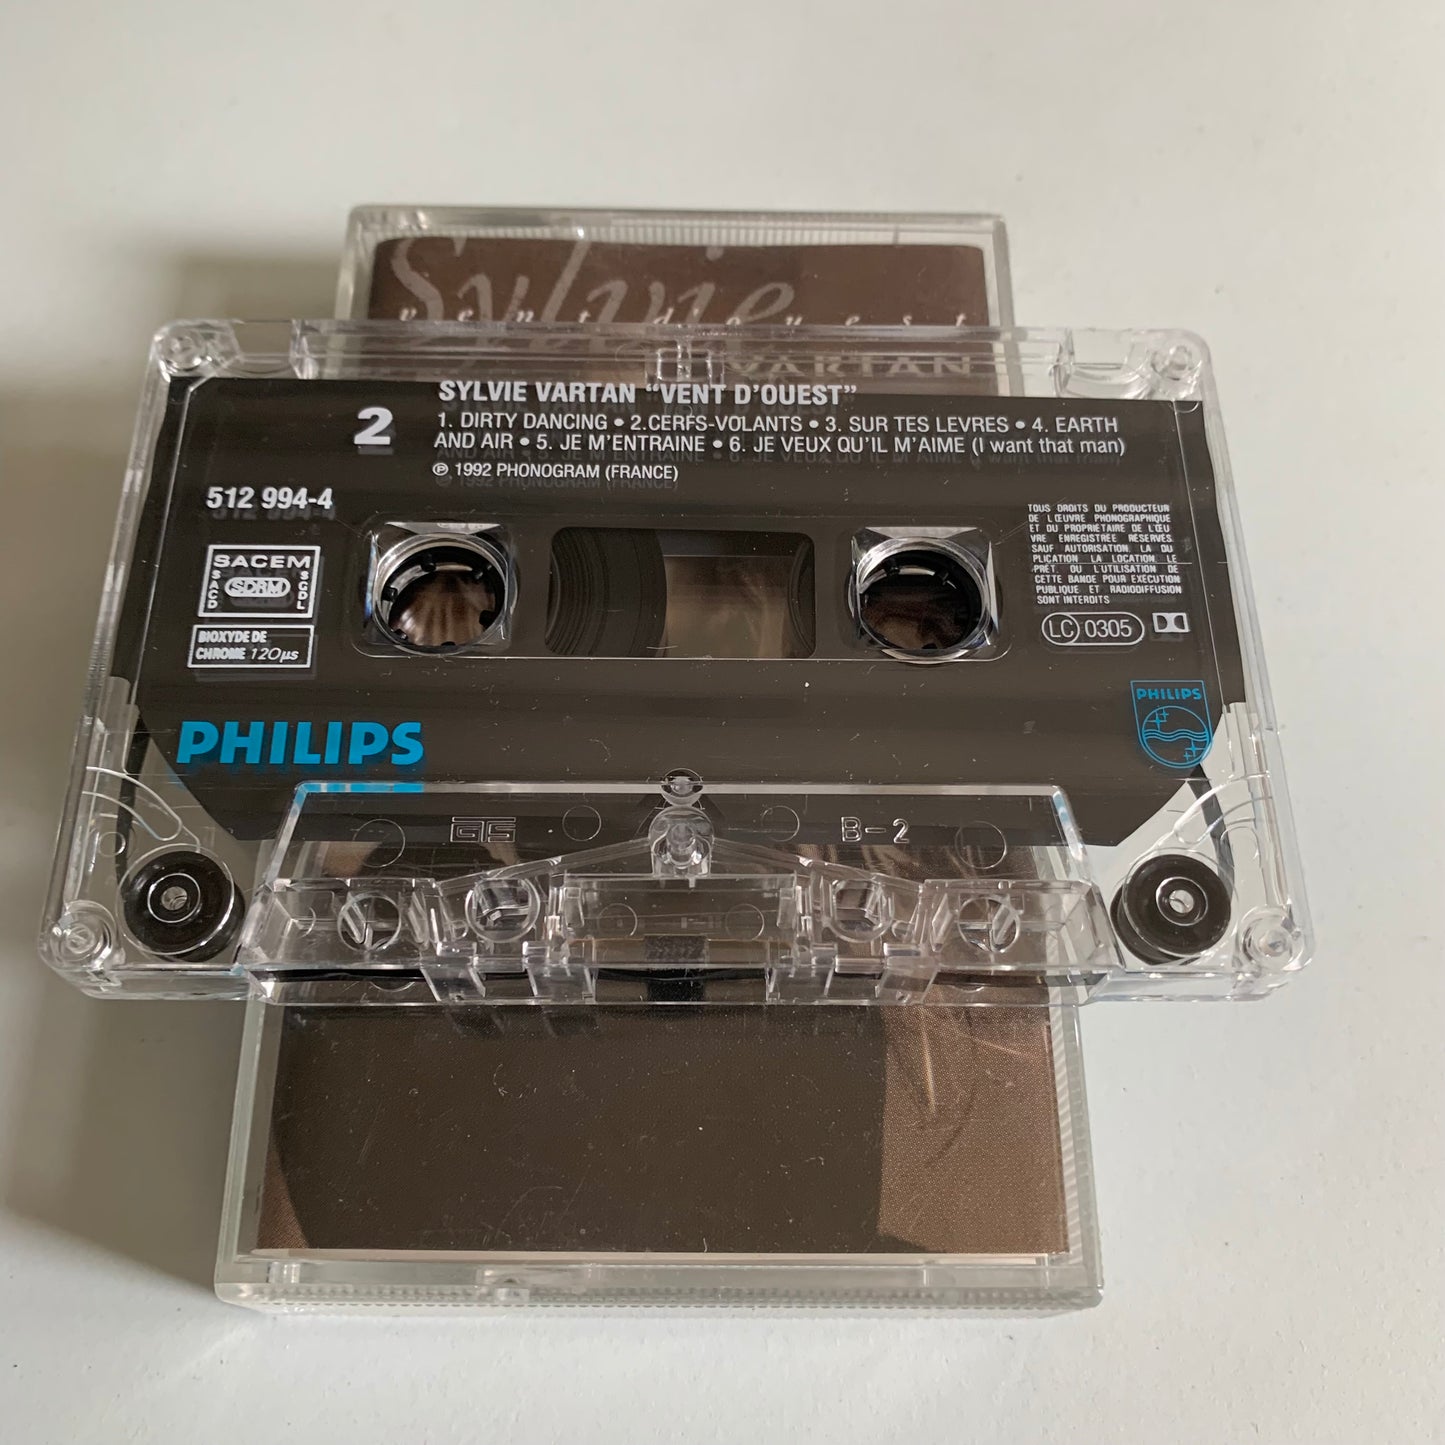 Sylvie
vent d'ouest
VARTAN
SYLVIE VARTAN “VENT D'OUEST”
2
1. DIRTY DANCING • 2.CERFS-VOLANTS • 3. SUR TES LEVRES • 4. EARTH
AND AIR • 5. JE M'ENTRAINE • 6. JE VEUX QU'IL M'AIME (I want that man)
℗ 1992 PHONOGRAM (FRANCE)
512 994-4
SACEM
SACD
SDRM
SGDL
BIOXYDE DE
CHROME 120µs
TOUS DROITS DU PRODUCTEUR
DE L'ŒUVRE PHONOGRAPHIQUE
ET DU PROPRIETAIRE DE L'ŒU
VRE ENREGISTREE RESERVES.
SAUF AUTORISATION. LA DU
PLICATION LA LOCATION. LE
PRET. OU L'UTILISATION DE
CETTE BANDE POUR EXECUTION
PUBLIQUE ET RADIODIFFUSION
SONT INTERDITS
LC 0305
PHILIPS
PHILIPS
B-2